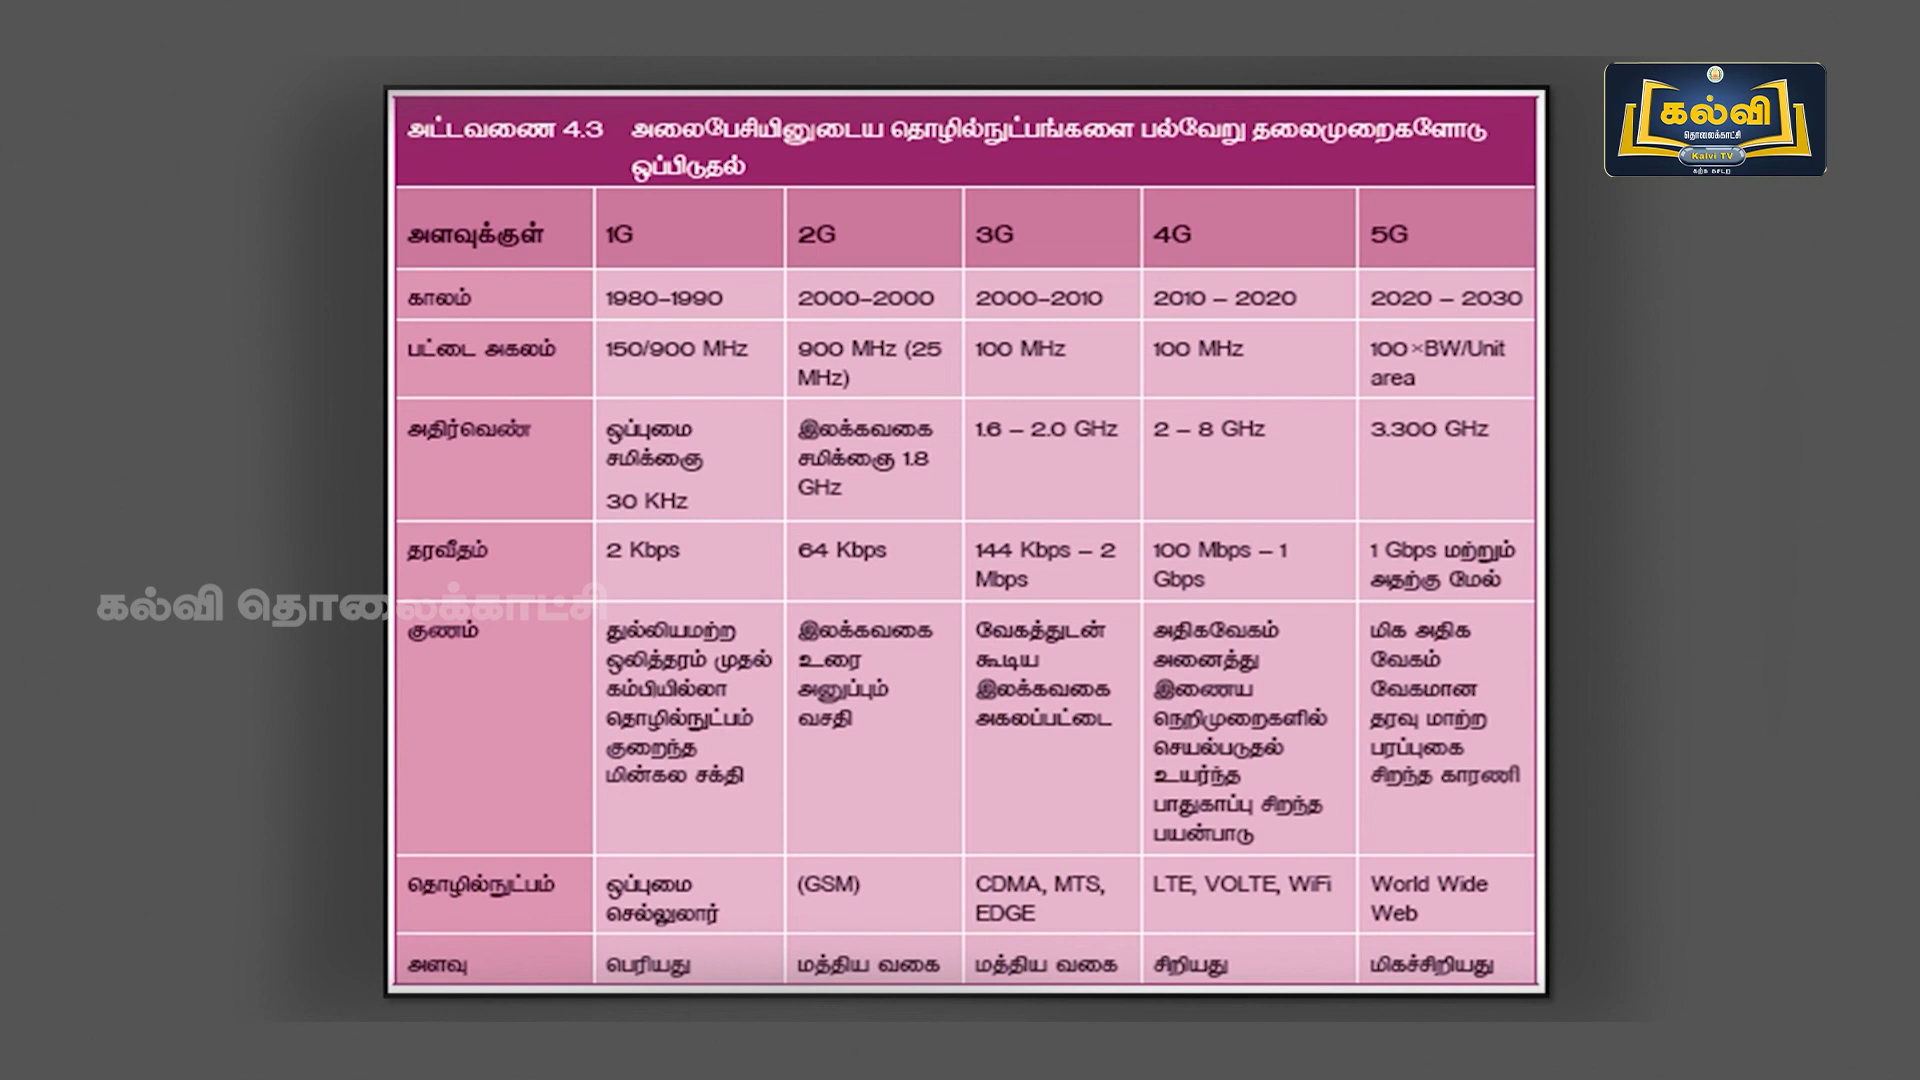 அட்டவணை 4.3 அலைபேசியினுடைய தொழில்நுட்பங்களை பல்வேறு தலைமுறைகளோடு
ஒப்பிடுதல்
கல்வி
தொலைக்காட்சி
Kalvi TV
கற்க கசடற
அளவுக்குள் 1G 2G 3G 4G 5G
காலம் 1980–1990 2000–2000 2000–2010 2010 – 2020 2020 – 2030
பட்டை அகலம் 150/900 MHz 900 MHz (25 100 MHz 100 MHz 100×BW/Unit
MHz) area
அதிர்வெண் ஒப்புமை இலக்கவகை 1.6 – 2.0 GHz 2 – 8 GHz 3.300 GHz
சமிக்ஞை சமிக்ஞை 1.8
30 KHz GHz
தரவீதம் 2 Kbps 64 Kbps 144 Kbps – 2 100 Mbps – 1 1 Gbps மற்றும்
Mbps Gbps அதற்கு மேல்
கல்வி தொலைக்காட்சி
குணம் துல்லியமற்ற இலக்கவகை வேகத்துடன் அதிகவேகம் மிக அதிக
ஒலித்தரம் முதல் உரை கூடிய அனைத்து வேகம்
கம்பியில்லா அனுப்பும் இலக்கவகை இணைய வேகமான
தொழில்நுட்பம் வசதி அகலப்பட்டை நெறிமுறைகளில் தரவு மாற்ற
குறைந்த செயல்படுதல் பரப்புகை
மின்கல சக்தி உயர்ந்த சிறந்த காரணி
பாதுகாப்பு சிறந்த
பயன்பாடு
தொழில்நுட்பம் ஒப்புமை (GSM) CDMA, MTS, LTE, VOLTE, WiFi World Wide
செல்லுலார் EDGE Web
அளவு பெரியது மத்திய வகை மத்திய வகை சிறியது மிகச்சிறியது